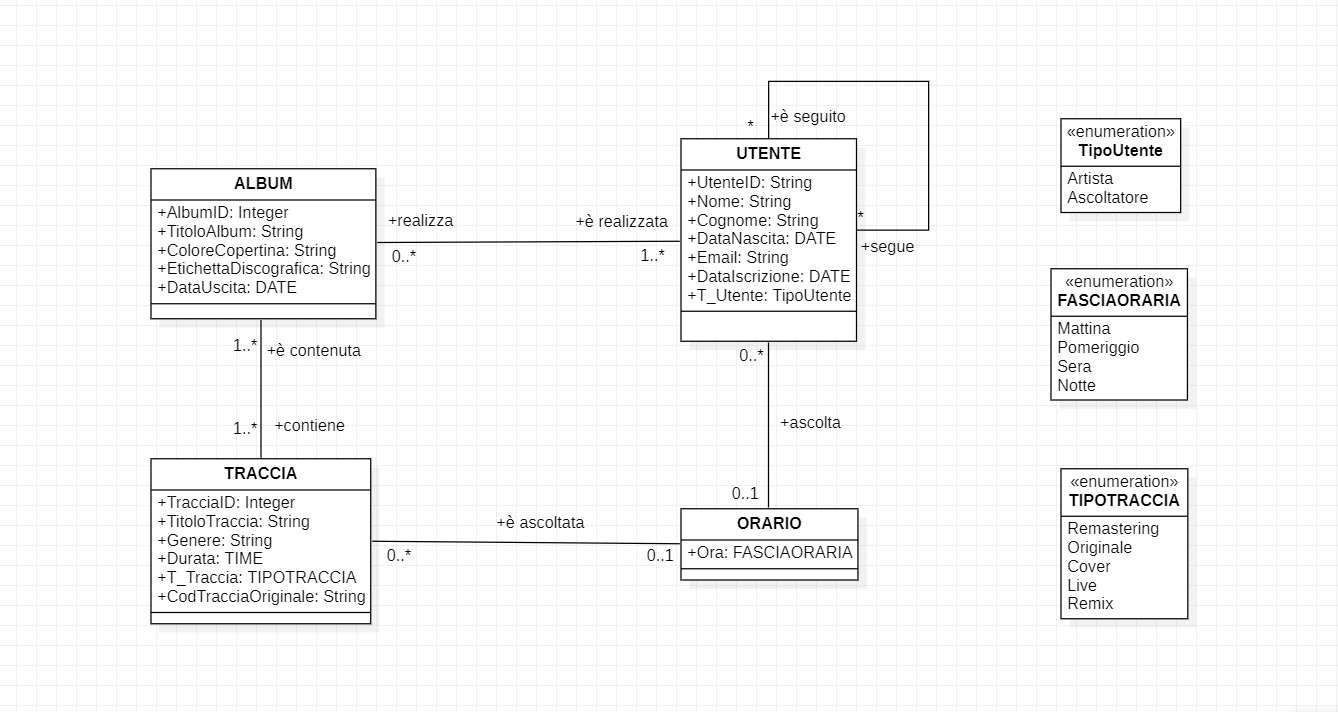 ALBUM
+AlbumID: Integer
+TitoloAlbum: String
+ColoreCopertina: String
+EtichettaDiscografica: String
+DataUscita: DATE
+realizza
+è realizzata
0..*
1..*
*
+è seguito
UTENTE
+UtenteID: String
+Nome: String
+Cognome: String
+DataNascita: DATE
+Email: String
+DataIscrizione: DATE
+T_Utente: TipoUtente
*
+segue
1..*
+è contenuta
1..*
+contiene
0..*
+ascolta
0..1
TRACCIA
+TracciaID: Integer
+TitoloTraccia: String
+Genere: String
+Durata: TIME
+T_Traccia: TIPOTRACCIA
+CodTracciaOriginale: String
+è ascoltata
0..*
0..1
ORARIO
+Ora: FASCIAORARIA
«enumeration»
TipoUtente
Artista
Ascoltatore
«enumeration»
FASCIAORARIA
Mattina
Pomeriggio
Sera
Notte
«enumeration»
TIPOTRACCIA
Remastering
Originale
Cover
Live
Remix